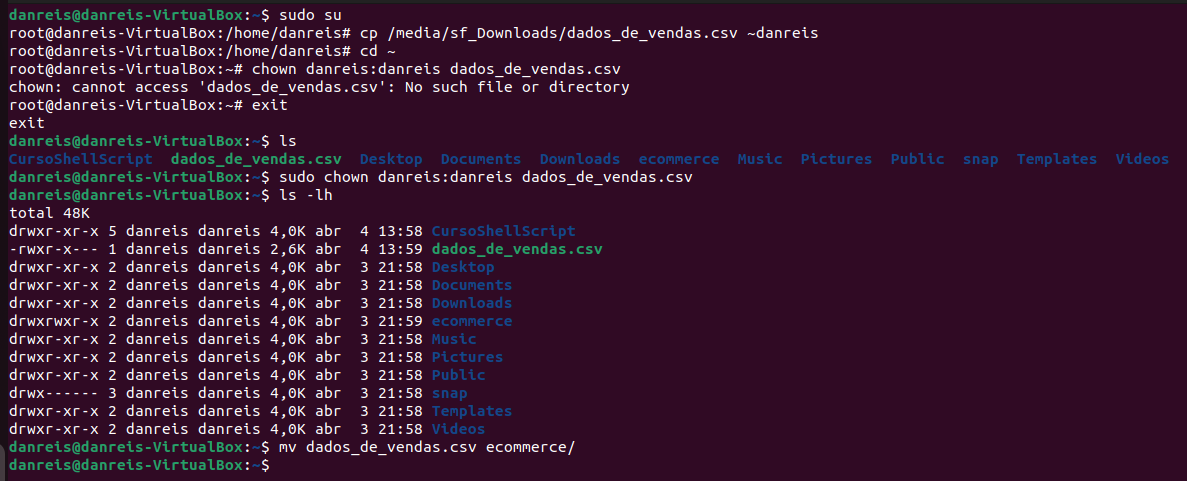 danreis@danreis-VirtualBox:~$ sudo su
root@danreis-VirtualBox:/home/danreis# cp /media/sf_Downloads/dados_de_vendas.csv ~danreis
root@danreis-VirtualBox:/home/danreis# cd ~
root@danreis-VirtualBox:~# chown danreis:danreis dados_de_vendas.csv
chown: cannot access 'dados_de_vendas.csv': No such file or directory
root@danreis-VirtualBox:~# exit
exit
danreis@danreis-VirtualBox:~$ ls
CursoShellScript  dados_de_vendas.csv  Desktop  Documents  Downloads  ecommerce  Music  Pictures  Public  snap  Templates  Videos
danreis@danreis-VirtualBox:~$ sudo chown danreis:danreis dados_de_vendas.csv
danreis@danreis-VirtualBox:~$ ls -lh
total 48K
drwxr-xr-x 5 danreis danreis 4,0K abr  4 13:58 CursoShellScript
-rwxr-x--- 1 danreis danreis 2,6K abr  4 13:59 dados_de_vendas.csv
drwxr-xr-x 2 danreis danreis 4,0K abr  3 21:58 Desktop
drwxr-xr-x 2 danreis danreis 4,0K abr  3 21:58 Documents
drwxr-xr-x 2 danreis danreis 4,0K abr  3 21:58 Downloads
drwxrwxr-x 2 danreis danreis 4,0K abr  3 21:59 ecommerce
drwxr-xr-x 2 danreis danreis 4,0K abr  3 21:58 Music
drwxr-xr-x 2 danreis danreis 4,0K abr  3 21:58 Pictures
drwxr-xr-x 2 danreis danreis 4,0K abr  3 21:58 Public
drwx------ 3 danreis danreis 4,0K abr  3 21:58 snap
drwxr-xr-x 2 danreis danreis 4,0K abr  3 21:58 Templates
drwxr-xr-x 2 danreis danreis 4,0K abr  3 21:58 Videos
danreis@danreis-VirtualBox:~$ mv dados_de_vendas.csv ecommerce/
danreis@danreis-VirtualBox:~$